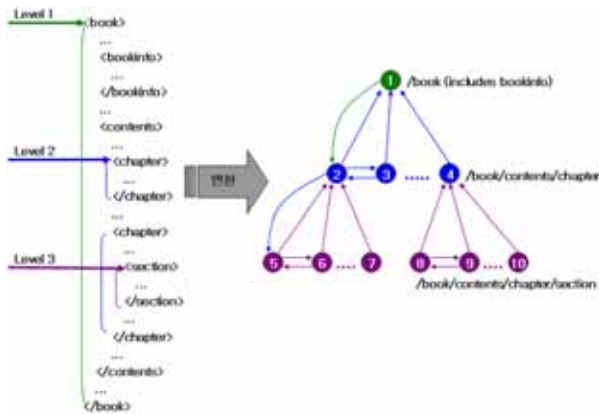 Level 1
<book>
...
<bookinfo>
...
</bookinfo>
...
<contents>
...
Level 2
<chapter>
...
</chapter>
...
<chapter>
...
Level 3
<section>
...
</section>
...
</chapter>
...
</contents>
...
</book>
변환
1
/book (includes bookinfo)
2
3
.....
4
/book/contents/chapter
5
6
....
7
8
9
....
10
/book/contents/chapter/section